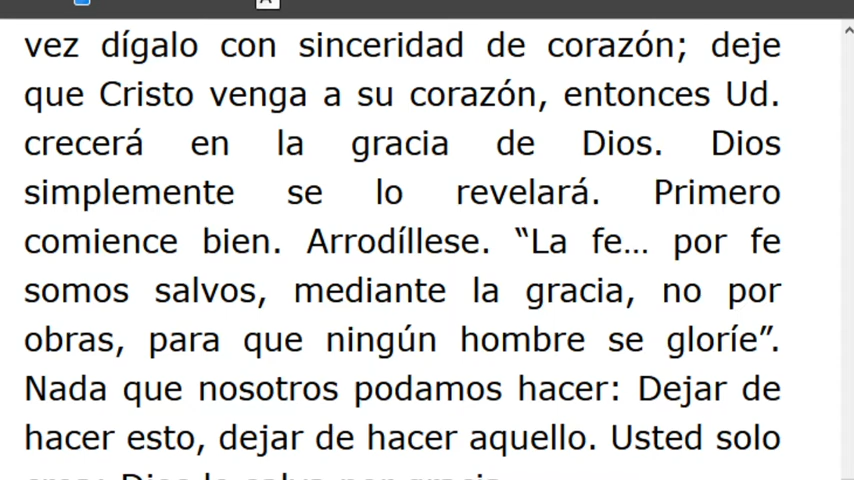 vez dígalo con sinceridad de corazón; deje
que Cristo venga a su corazón, entonces Ud.
crecerá en la gracia de Dios. Dios
simplemente se lo revelará. Primero
comience bien. Arrodíllese. “La fe… por fe
somos salvos, mediante la gracia, no por
obras, para que ningún hombre se gloríe”.
Nada que nosotros podamos hacer: Dejar de
hacer esto, dejar de hacer aquello. Usted solo